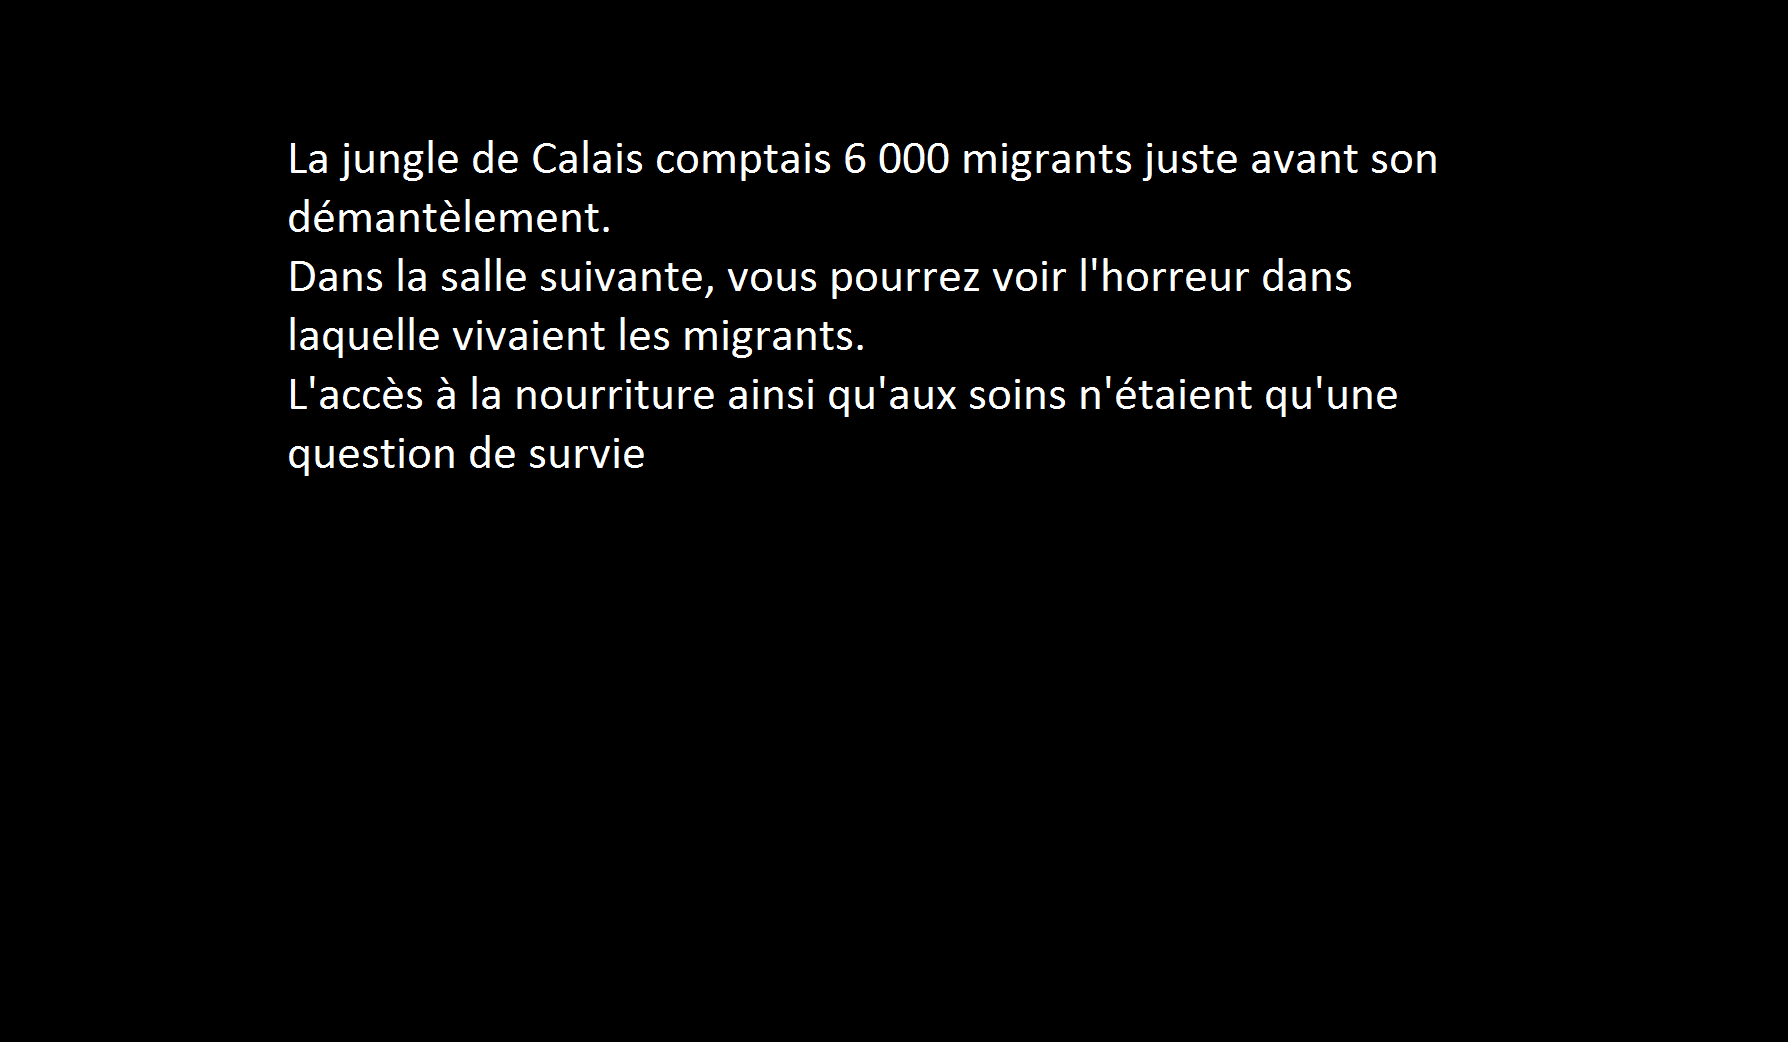 La jungle de Calais comptais 6 000 migrants juste avant son
démantèlement.
Dans la salle suivante, vous pourrez voir l'horreur dans
laquelle vivaient les migrants.
L'accès à la nourriture ainsi qu'aux soins n'étaient qu'une
question de survie